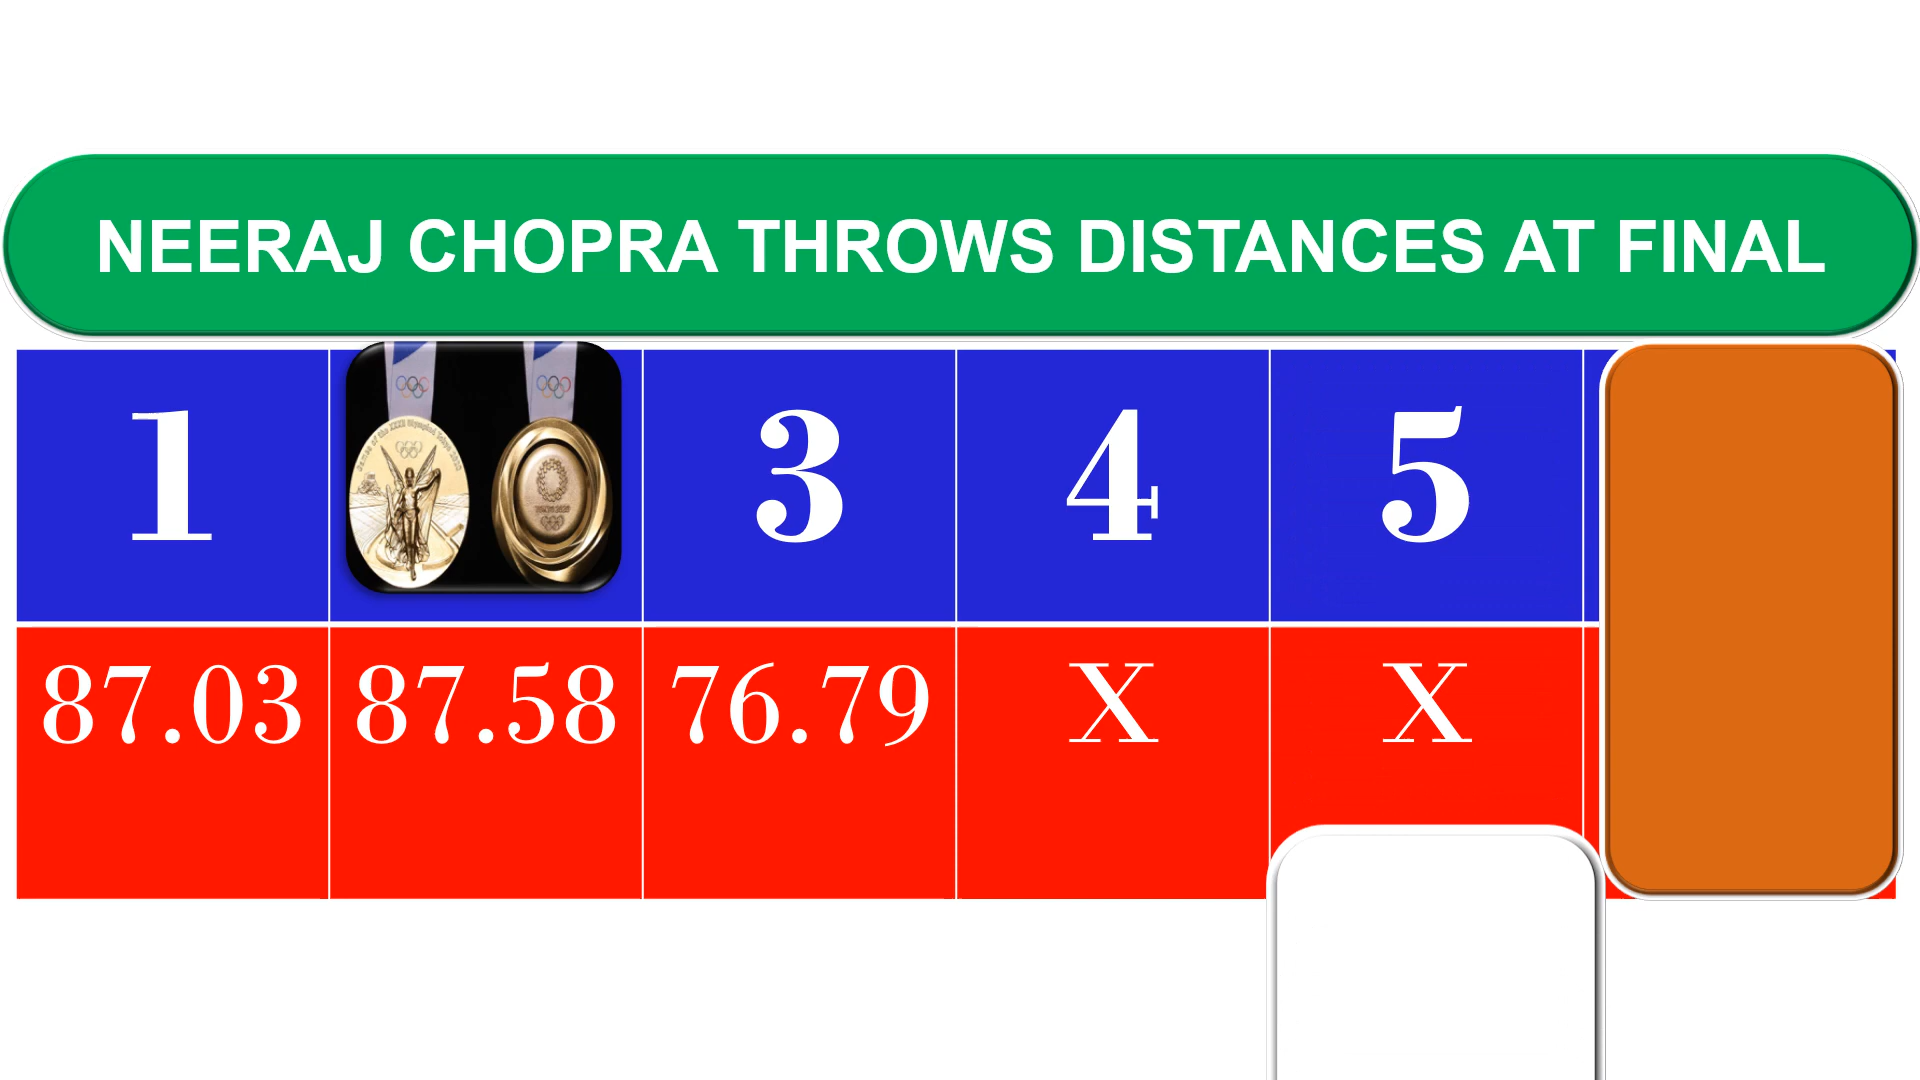 NEERAJ CHOPRA THROWS DISTANCES AT FINAL
1 3 4 5
87.03 87.58 76.79 X X